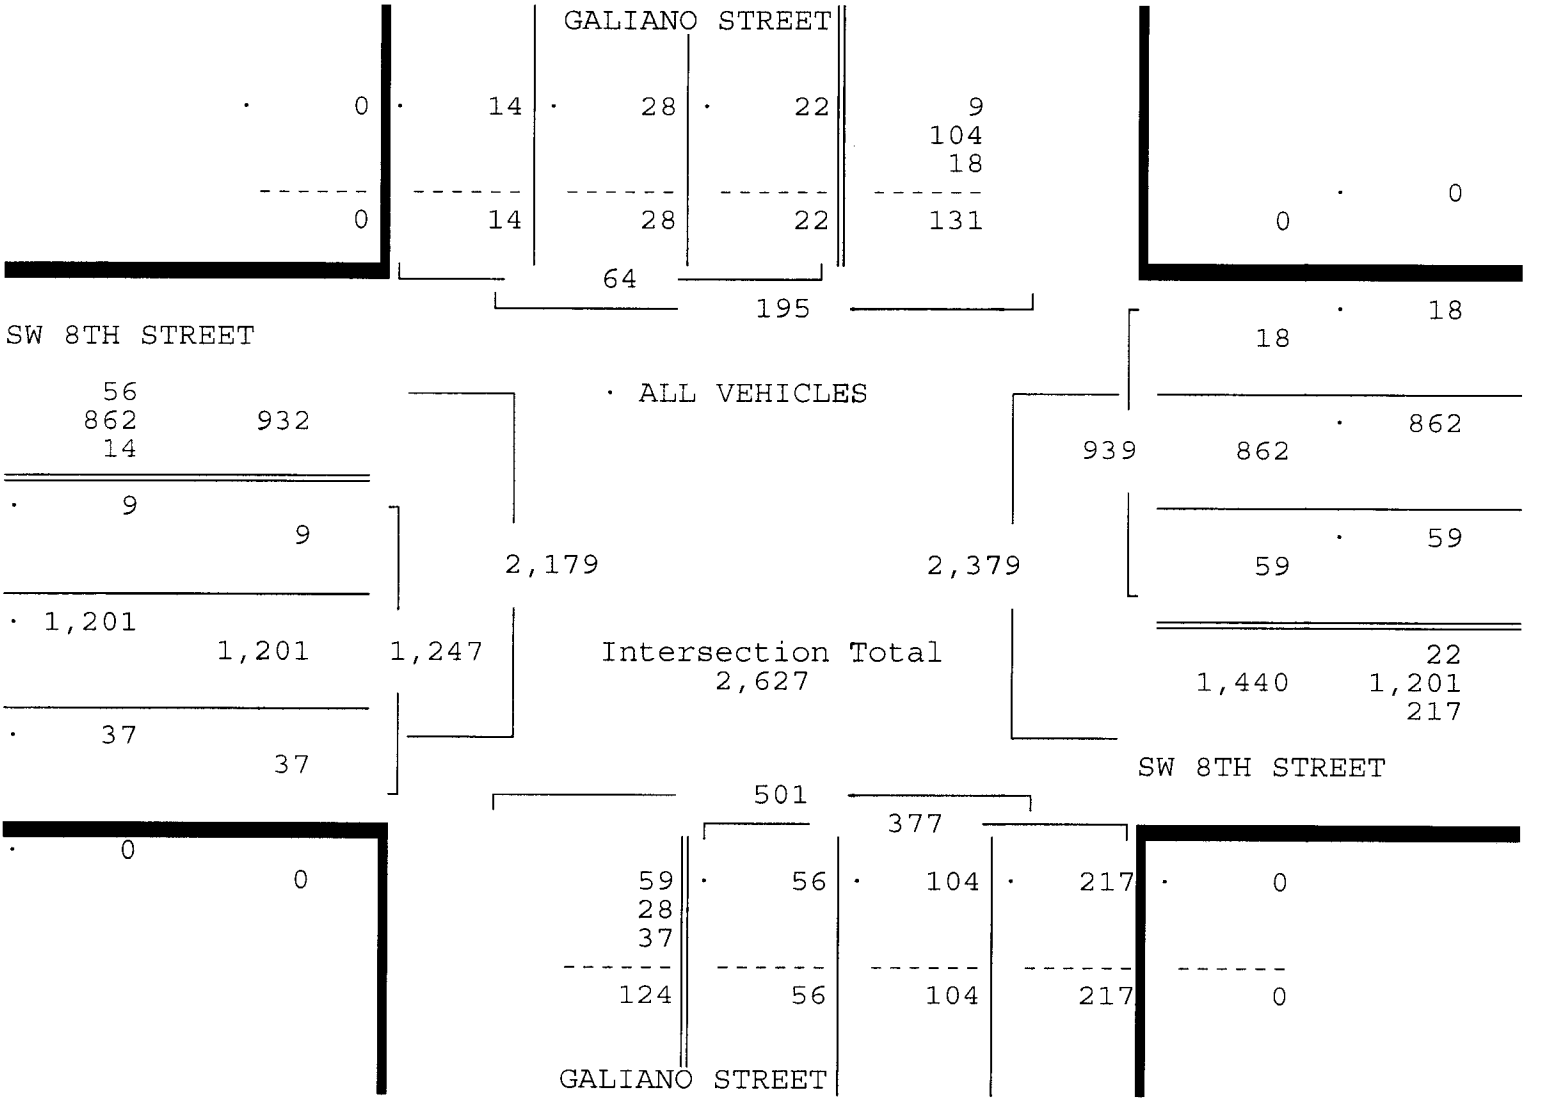 GALIANO STREET
· 0 · 14 · 28 · 22 9
104
18
------ ------ ------ ------ ------ · 0
0 14 28 22 131 0
64
195 · 18
SW 8TH STREET 18
56 · ALL VEHICLES
862 932 · 862
14 939 862
· 9
9 · 59
2,179 2,379 59
· 1,201
1,201 1,247 Intersection Total 22
2,627 1,440 1,201
217
· 37
37 SW 8TH STREET
501
377
· 0
0 59 · 56 · 104 · 217 · 0
28
37
------ ------ ------ ------ ------
124 56 104 217 0
GALIANO STREET